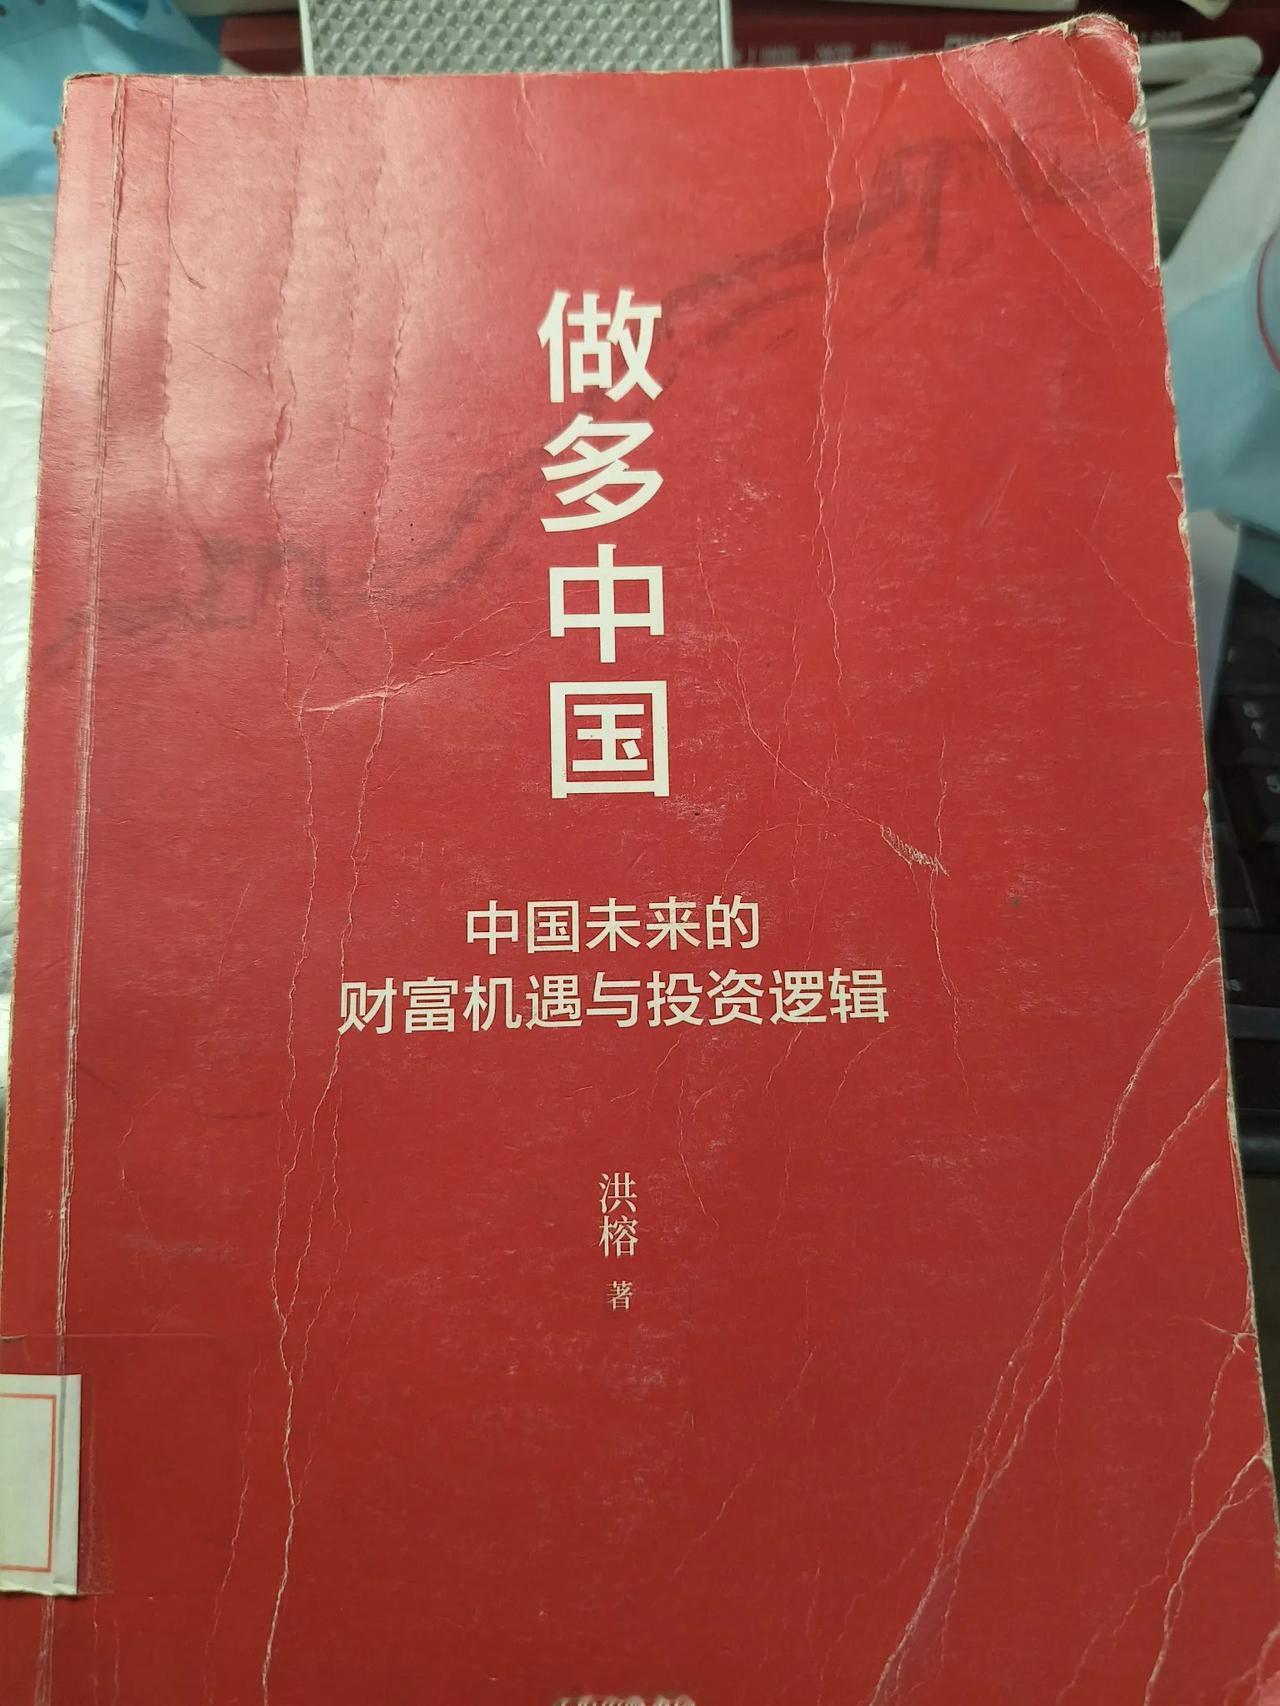 做多中国
中国未来的
财富机遇与投资逻辑
洪榕 著